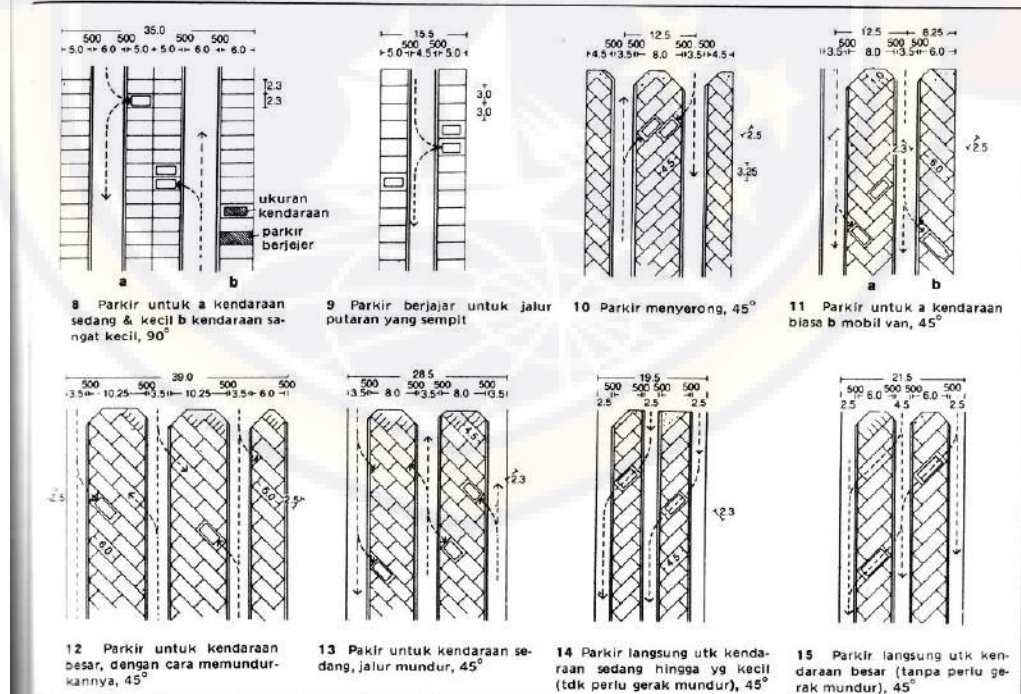 35.0
500 500 500
5.0 6.0 5.0 5.0 6.0 6.0
2.3
2.3
ukuran
kendaraan
parkir
berjejer
a b
8 Parkir untuk a kendaraan
sedang & kecil b kendaraan sa-
ngat kecil, 90°
15.5
500 500
5.0 4.5 5.0
3.0
3.0
9 Parkir berjajar untuk jalur
putaran yang sempit
12.5
500 500 500 500
4.5 3.5 8.0 3.5 4.5
4.5
2.5
3.25
10 Parkir menyerong, 45°
12.5 8.25
500 500 500
3.5 8.0 3.5 6.0
2.3
6.0
2.5
a b
11 Parkir untuk a kendaraan
biasa b mobil van, 45°
39.0
500 500 500 500
3.5 10.25 10.25 3.5 6.0
2.5
6.0
6.0
2.5
12 Parkir untuk kendaraan
besar, dengan cara memundur-
kannya, 45°
28.5
500 500 500 500
3.5 8.0 3.5 8.0 3.5
4.5
2.3
13 Pakir untuk kendaraan se-
dang, jalur mundur, 45°
19.5
500 500 500 500
2.5 2.5 2.5
4.5
2.3
14 Parkir langsung utk kenda-
raan sedang hingga yg kecil
(tdk perlu gerak mundur), 45°
21.5
500 500 500 500
2.5 6.0 4.5 6.0 2.5
15 Parkir langsung utk ken-
daraan besar (tanpa perlu ge-
rak mundur), 45°